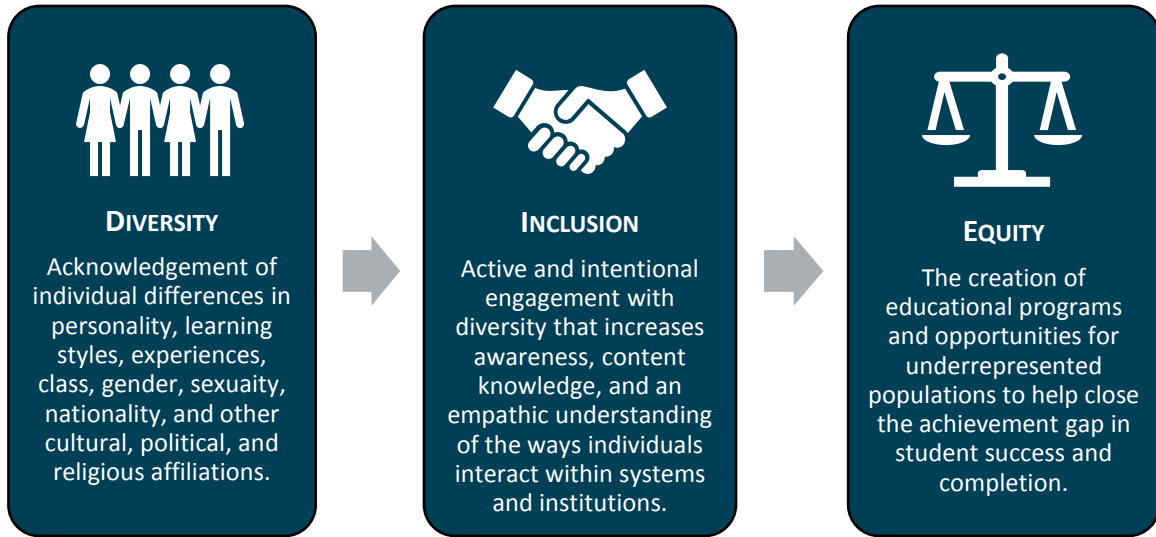 DIVERSITY
Acknowledgement of
individual differences in
personality, learning
styles, experiences,
class, gender, sexuaity,
nationality, and other
cultural, political, and
religious affiliations.
INCLUSION
Active and intentional
engagement with
diversity that increases
awareness, content
knowledge, and an
empathic understanding
of the ways individuals
interact within systems
and institutions.
EQUITY
The creation of
educational programs
and opportunities for
underrepresented
populations to help close
the achievement gap in
student success and
completion.